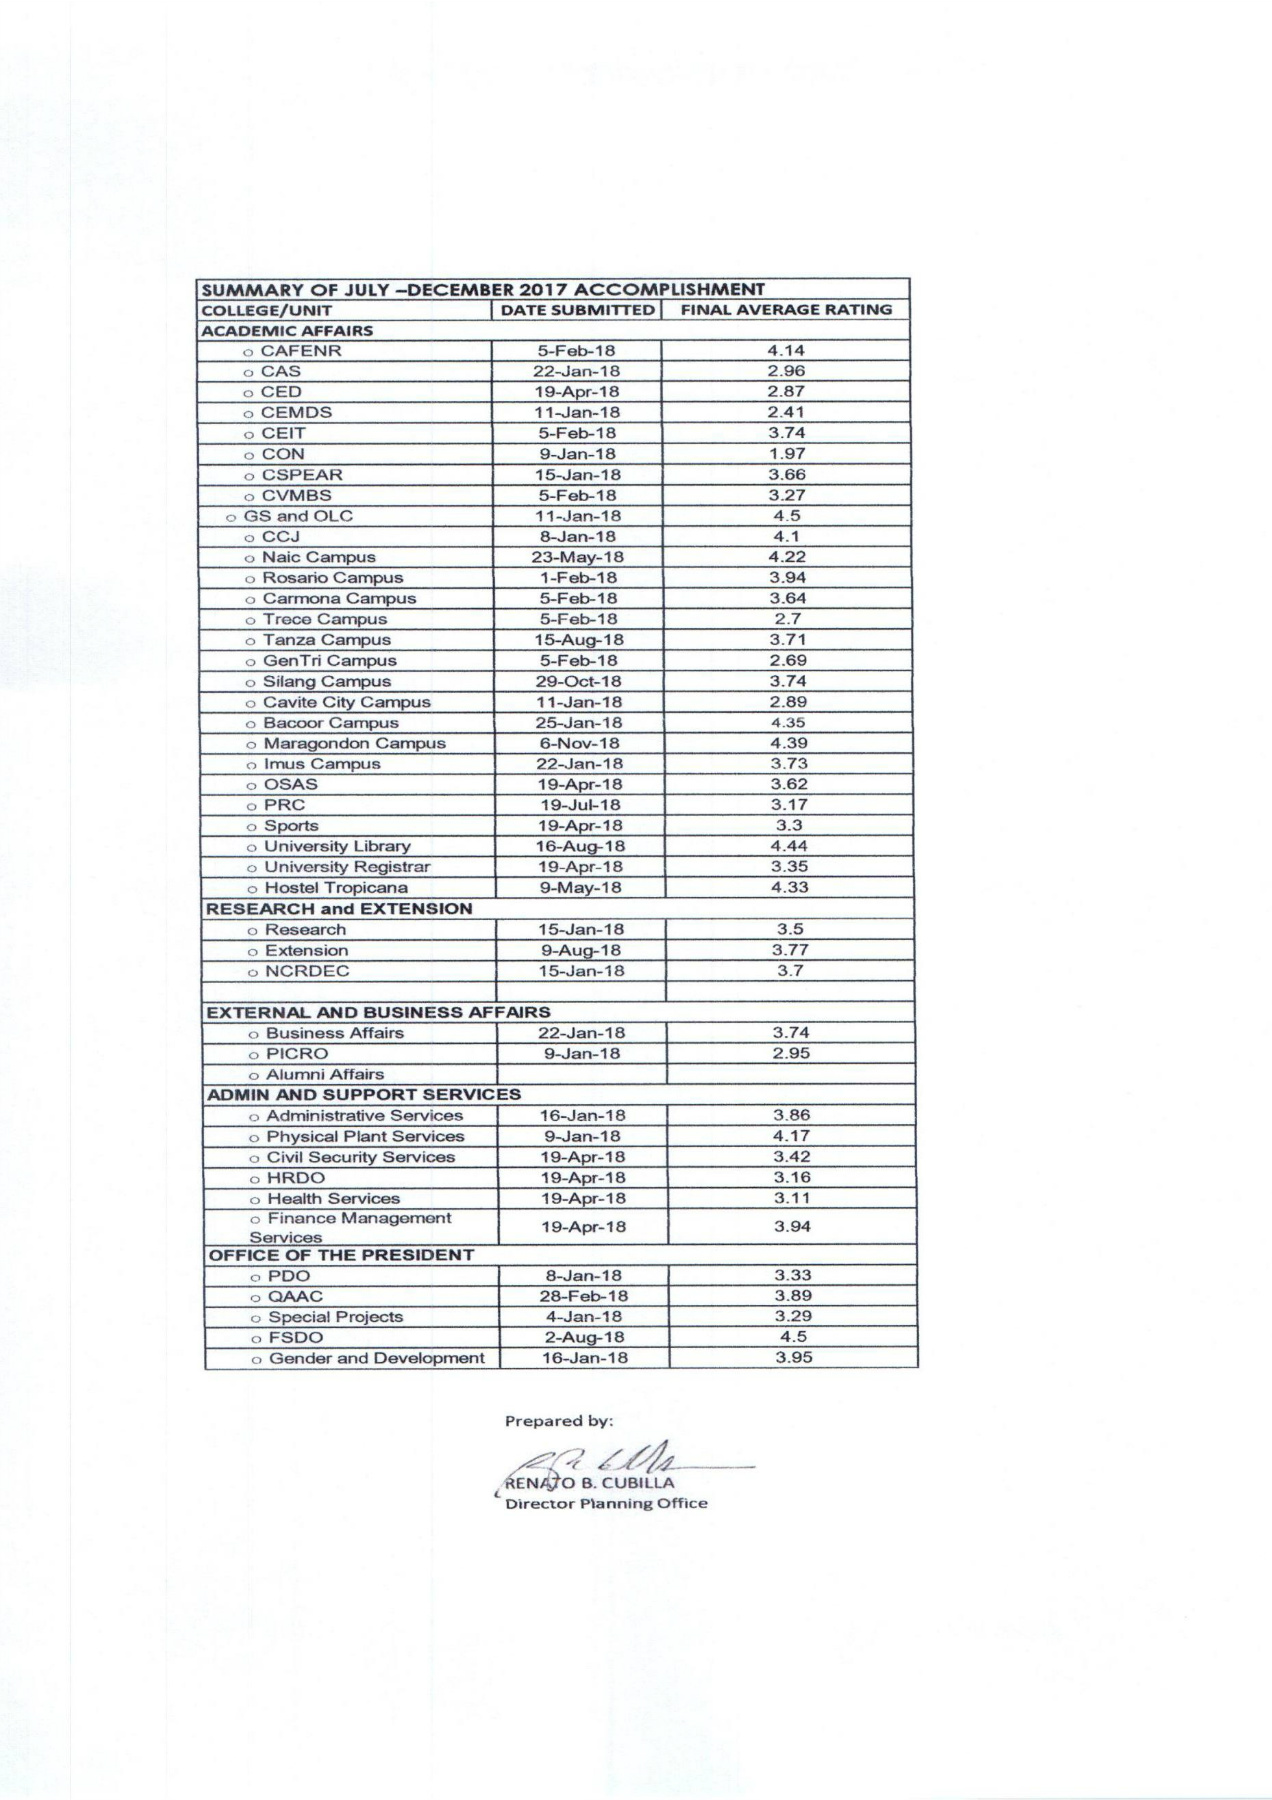 SUMMARY OF JULY –DECEMBER 2017 ACCOMPLISHMENT
COLLEGE/UNIT DATE SUBMITTED FINAL AVERAGE RATING
ACADEMIC AFFAIRS
o CAFENR 5-Feb-18 4.14
o CAS 22-Jan-18 2.96
o CED 19-Apr-18 2.87
o CEMDS 11-Jan-18 2.41
o CEIT 5-Feb-18 3.74
o CON 9-Jan-18 1.97
o CSPEAR 15-Jan-18 3.66
o CVMBS 5-Feb-18 3.27
o GS and OLC 11-Jan-18 4.5
o CCJ 8-Jan-18 4.1
o Naic Campus 23-May-18 4.22
o Rosario Campus 1-Feb-18 3.94
o Carmona Campus 5-Feb-18 3.64
o Trece Campus 5-Feb-18 2.7
o Tanza Campus 15-Aug-18 3.71
o GenTri Campus 5-Feb-18 2.69
o Silang Campus 29-Oct-18 3.74
o Cavite City Campus 11-Jan-18 2.89
o Bacoor Campus 25-Jan-18 4.35
o Maragondon Campus 6-Nov-18 4.39
o Imus Campus 22-Jan-18 3.73
o OSAS 19-Apr-18 3.62
o PRC 19-Jul-18 3.17
o Sports 19-Apr-18 3.3
o University Library 16-Aug-18 4.44
o University Registrar 19-Apr-18 3.35
o Hostel Tropicana 9-May-18 4.33
RESEARCH and EXTENSION
o Research 15-Jan-18 3.5
o Extension 9-Aug-18 3.77
o NCRDEC 15-Jan-18 3.7
EXTERNAL AND BUSINESS AFFAIRS
o Business Affairs 22-Jan-18 3.74
o PICRO 9-Jan-18 2.95
o Alumni Affairs
ADMIN AND SUPPORT SERVICES
o Administrative Services 16-Jan-18 3.86
o Physical Plant Services 9-Jan-18 4.17
o Civil Security Services 19-Apr-18 3.42
o HRDO 19-Apr-18 3.16
o Health Services 19-Apr-18 3.11
o Finance Management
Services 19-Apr-18 3.94
OFFICE OF THE PRESIDENT
o PDO 8-Jan-18 3.33
o QAAC 28-Feb-18 3.89
o Special Projects 4-Jan-18 3.29
o FSDO 2-Aug-18 4.5
o Gender and Development 16-Jan-18 3.95
Prepared by:
RENATO B. CUBILLA
Director Planning Office